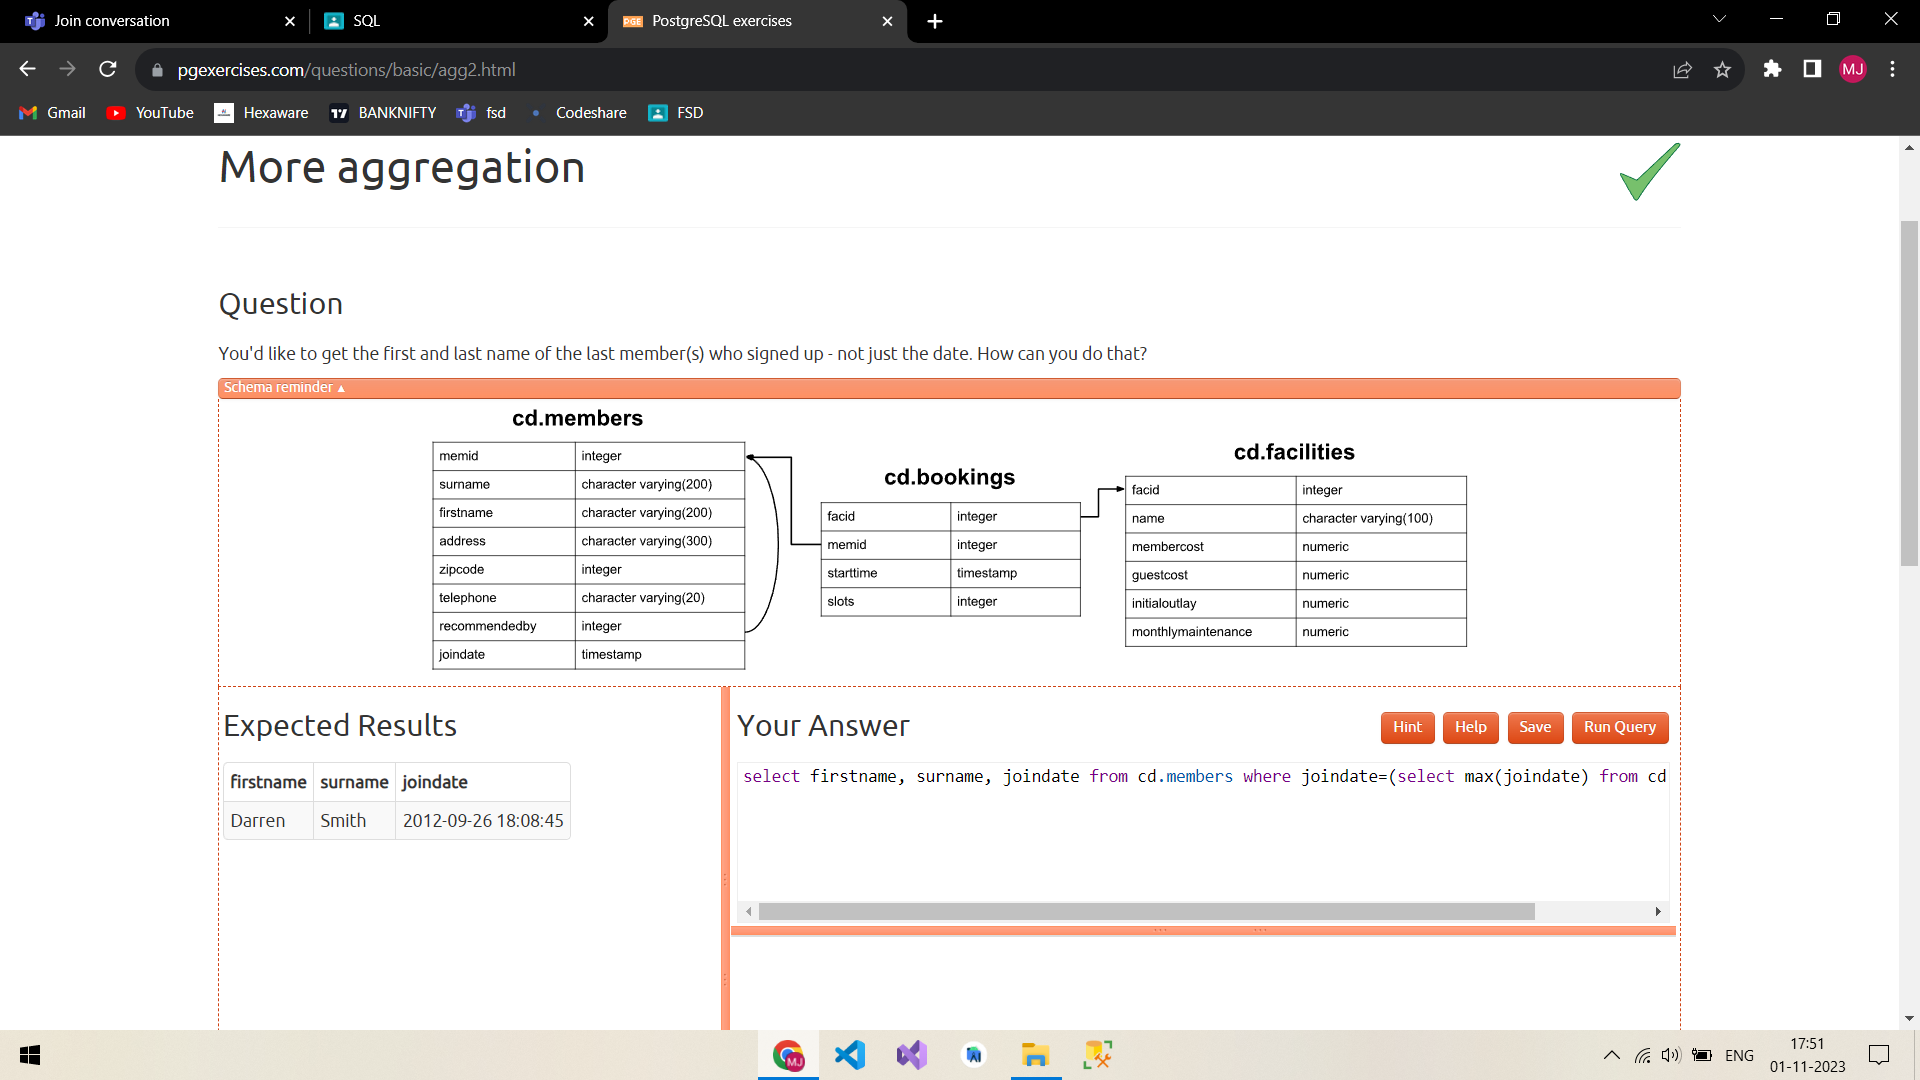 Join conversation
SQL
PGE PostgreSQL exercises
pgexercises.com/questions/basic/agg2.html
MJ
Gmail YouTube Hexaware BANKNIFTY fsd Codeshare FSD
More aggregation
Question
You'd like to get the first and last name of the last member(s) who signed up - not just the date. How can you do that?
Schema reminder ▲
cd.members
memid integer
surname character varying(200)
firstname character varying(200)
address character varying(300)
zipcode integer
telephone character varying(20)
recommendedby integer
joindate timestamp
cd.bookings
facid integer
memid integer
starttime timestamp
slots integer
cd.facilities
facid integer
name character varying(100)
membercost numeric
guestcost numeric
initialoutlay numeric
monthlymaintenance numeric
Expected Results
firstname surname joindate
Darren Smith 2012-09-26 18:08:45
Your Answer
Hint Help Save Run Query
select firstname, surname, joindate from cd.members where joindate=(select max(joindate) from cd
MJ
ENG
17:51
01-11-2023